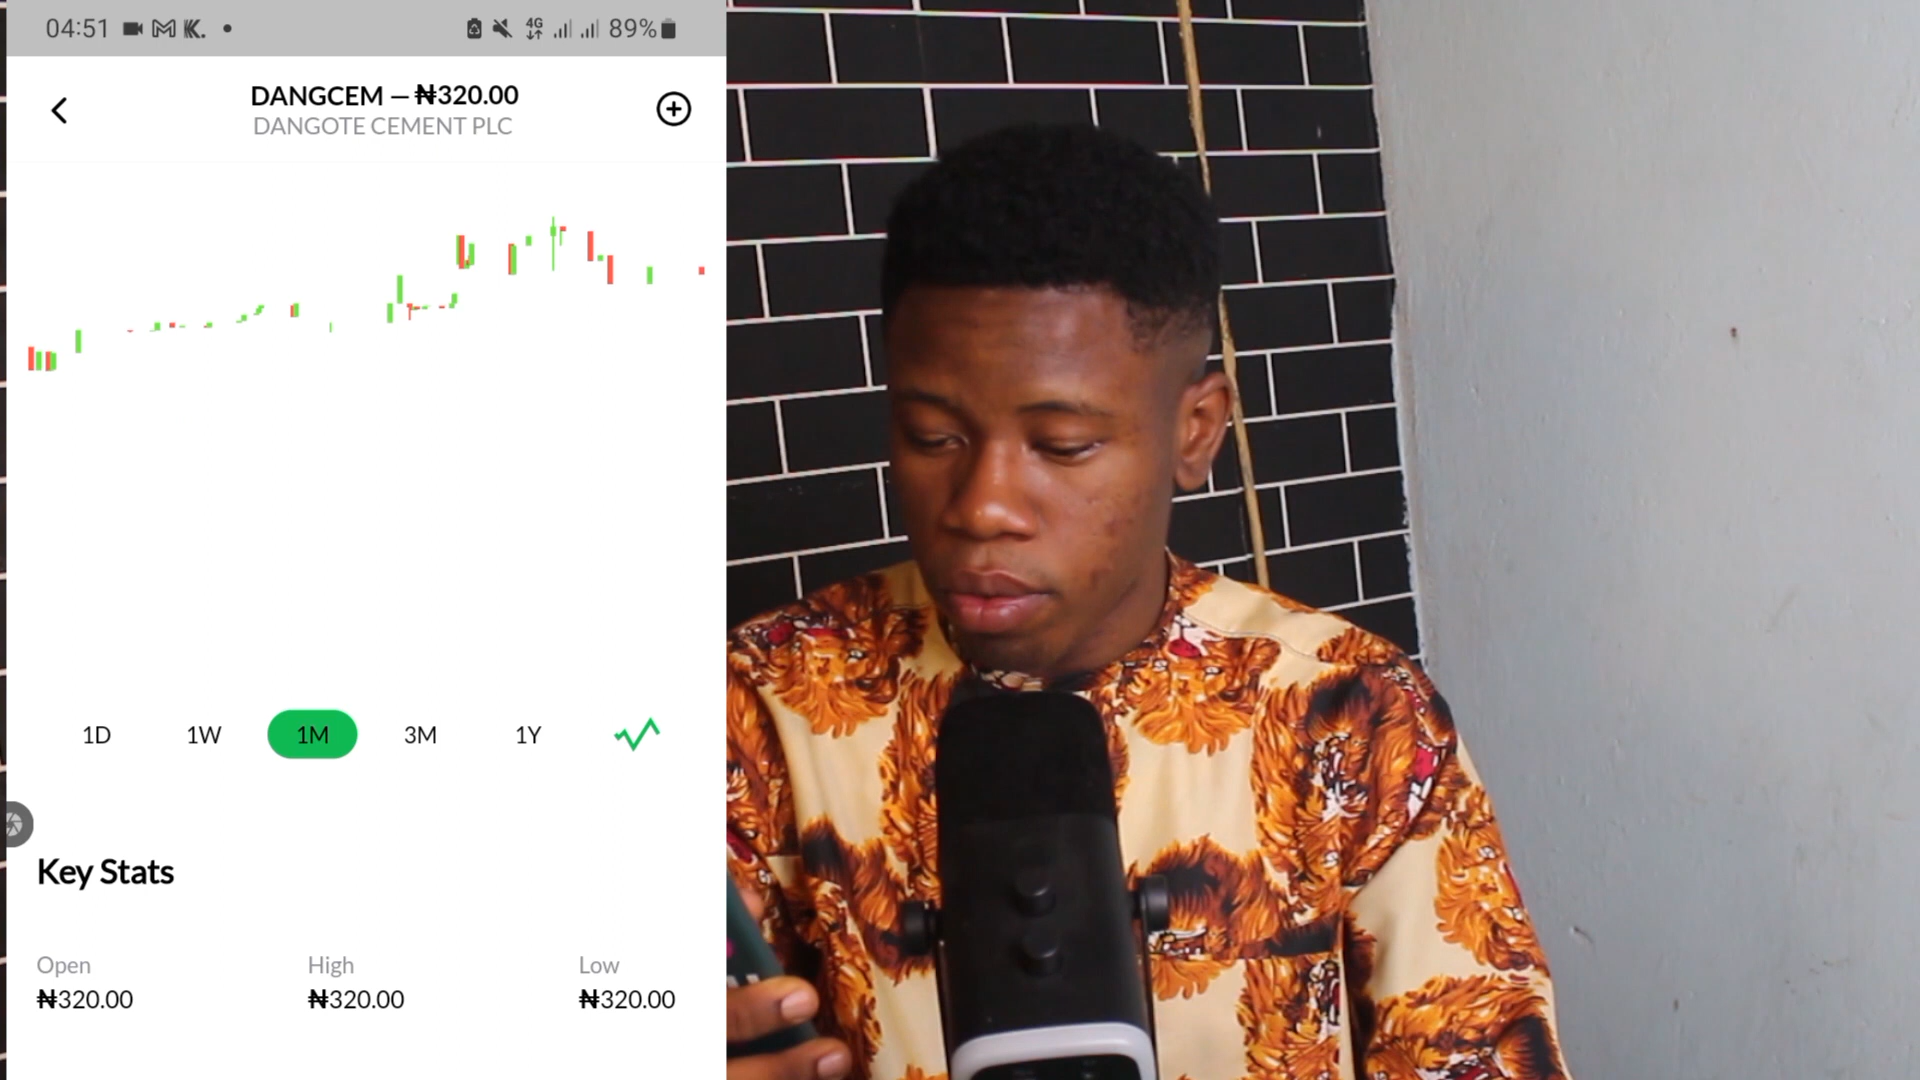 04:51
4G
89%
DANGCEM — ₦320.00
DANGOTE CEMENT PLC
1D 1W 1M 3M 1Y
Key Stats
Open High Low
₦320.00 ₦320.00 ₦320.00